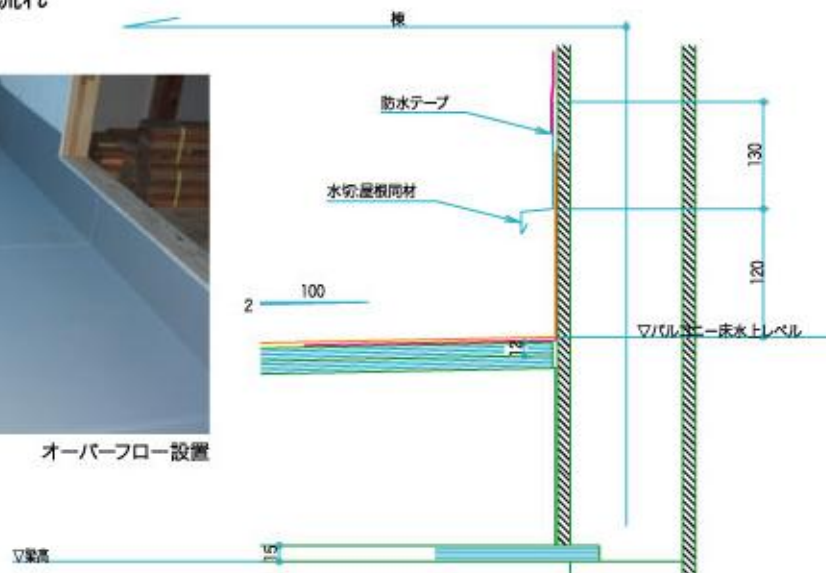 棟
防水テープ
130
水切:屋根同材
120
100
2
▽バルコニー床水上レベル
12
オーバーフロー設置
▽梁高
15